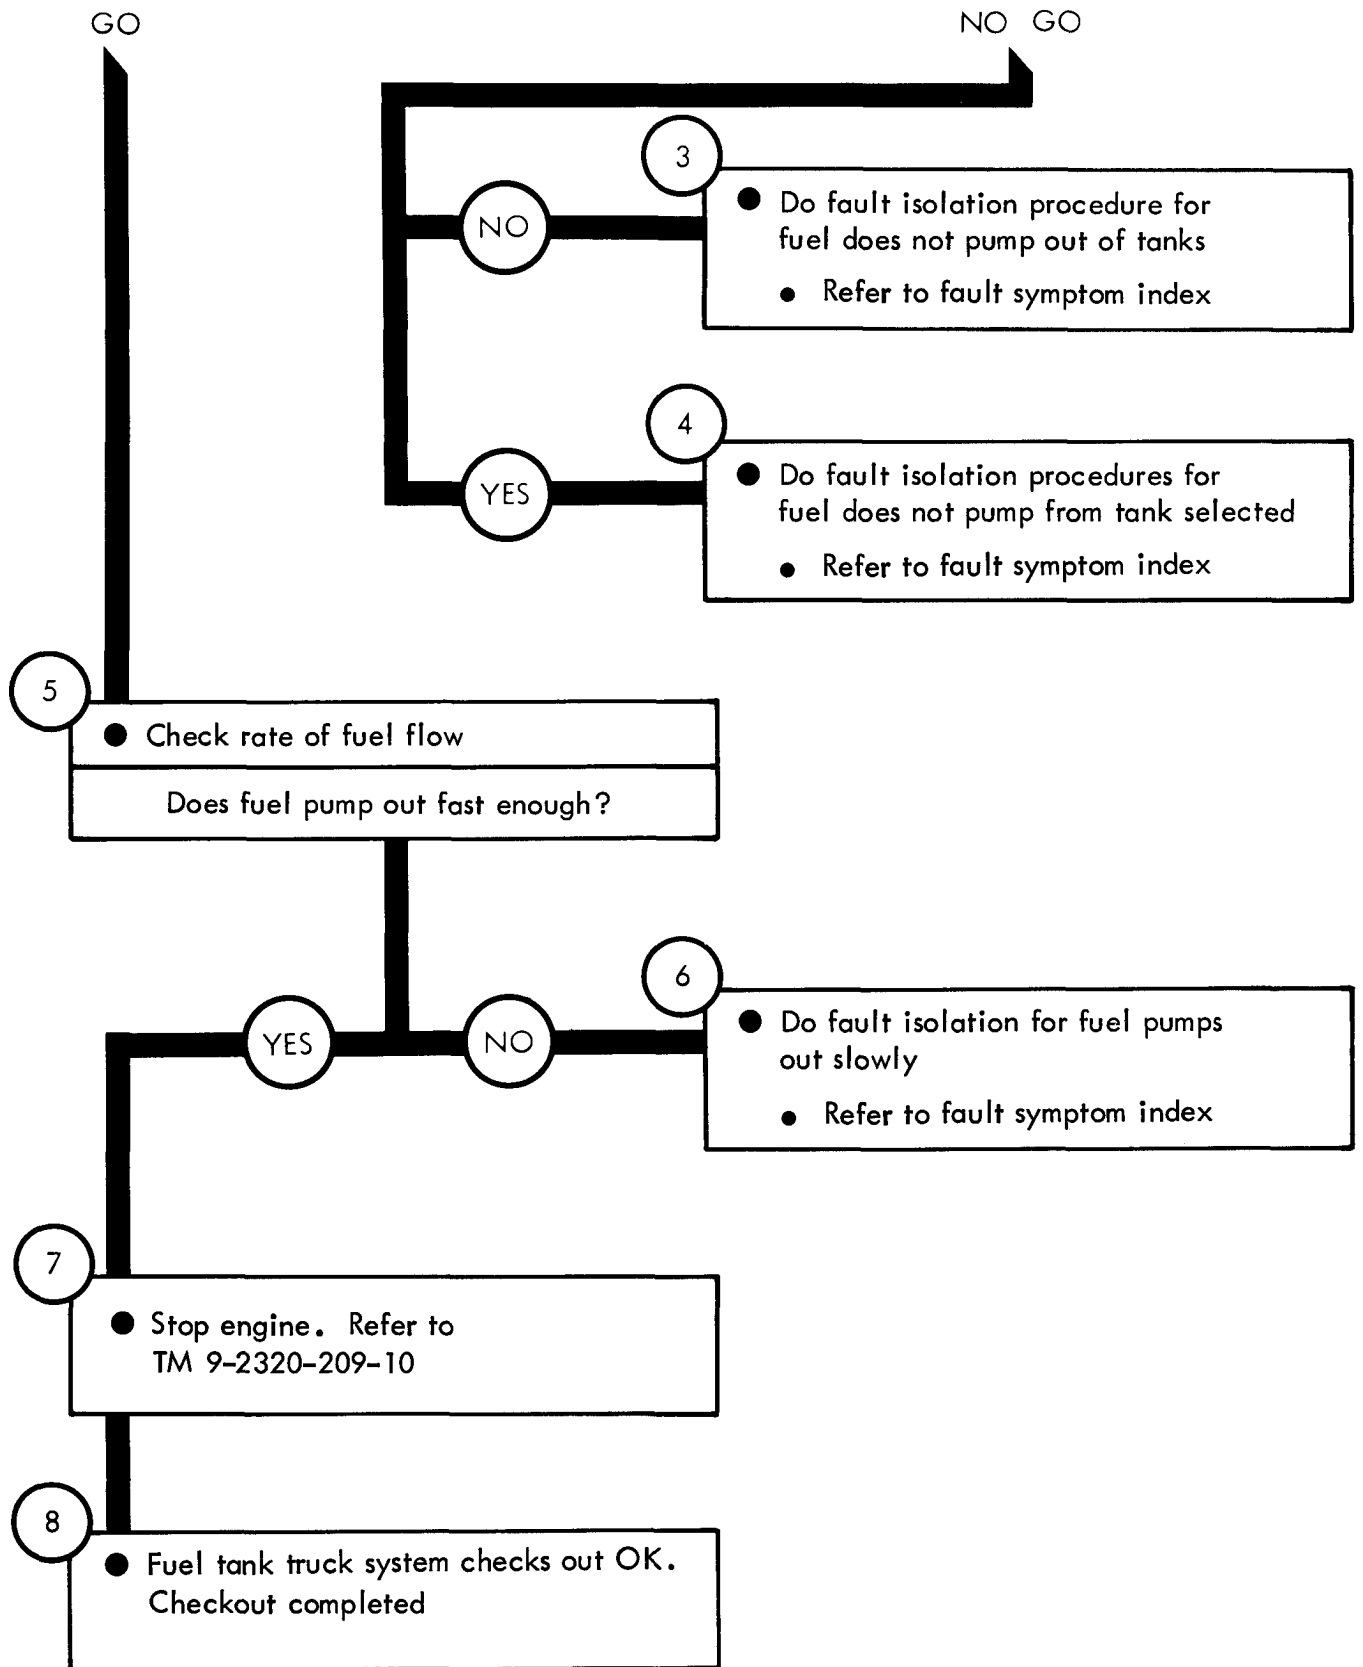 GO
NO GO
3
● Do fault isolation procedure for
fuel does not pump out of tanks
● Refer to fault symptom index
NO
4
● Do fault isolation procedures for
fuel does not pump from tank selected
● Refer to fault symptom index
YES
5
● Check rate of fuel flow
Does fuel pump out fast enough?
YES
NO
6
● Do fault isolation for fuel pumps
out slowly
● Refer to fault symptom index
7
● Stop engine. Refer to
TM 9-2320-209-10
8
● Fuel tank truck system checks out OK.
Checkout completed